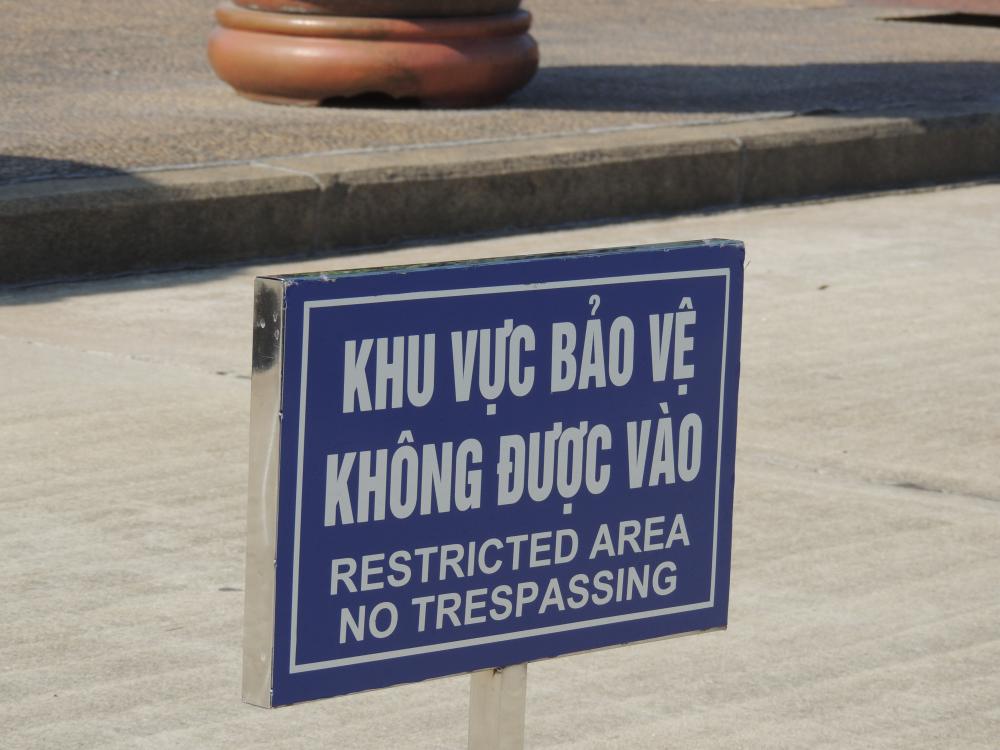 KHU VỰC BẢO VỆ
KHÔNG ĐƯỢC VÀO
RESTRICTED AREA
NO TRESPASSING